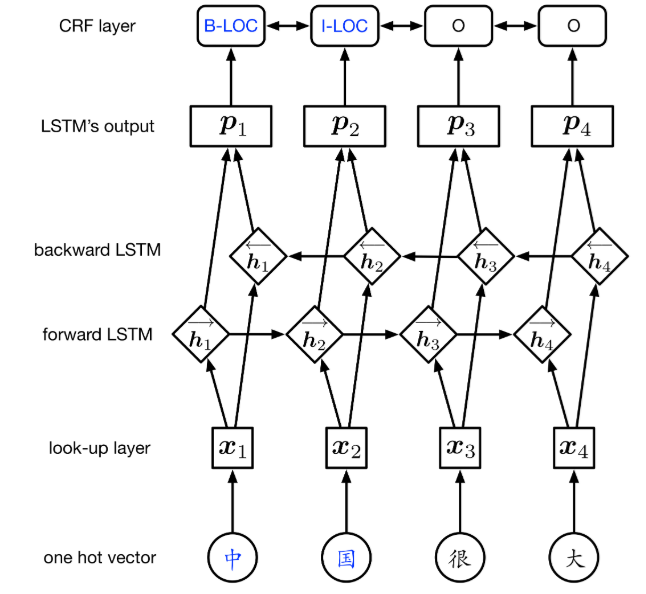 CRF layer B-LOC I-LOC O O
LSTM's output p1 p2 p3 p4
backward LSTM ←h1 ←h2 ←h3 ←h4
forward LSTM →h1 →h2 →h3 →h4
look-up layer x1 x2 x3 x4
one hot vector 中 国 很 大